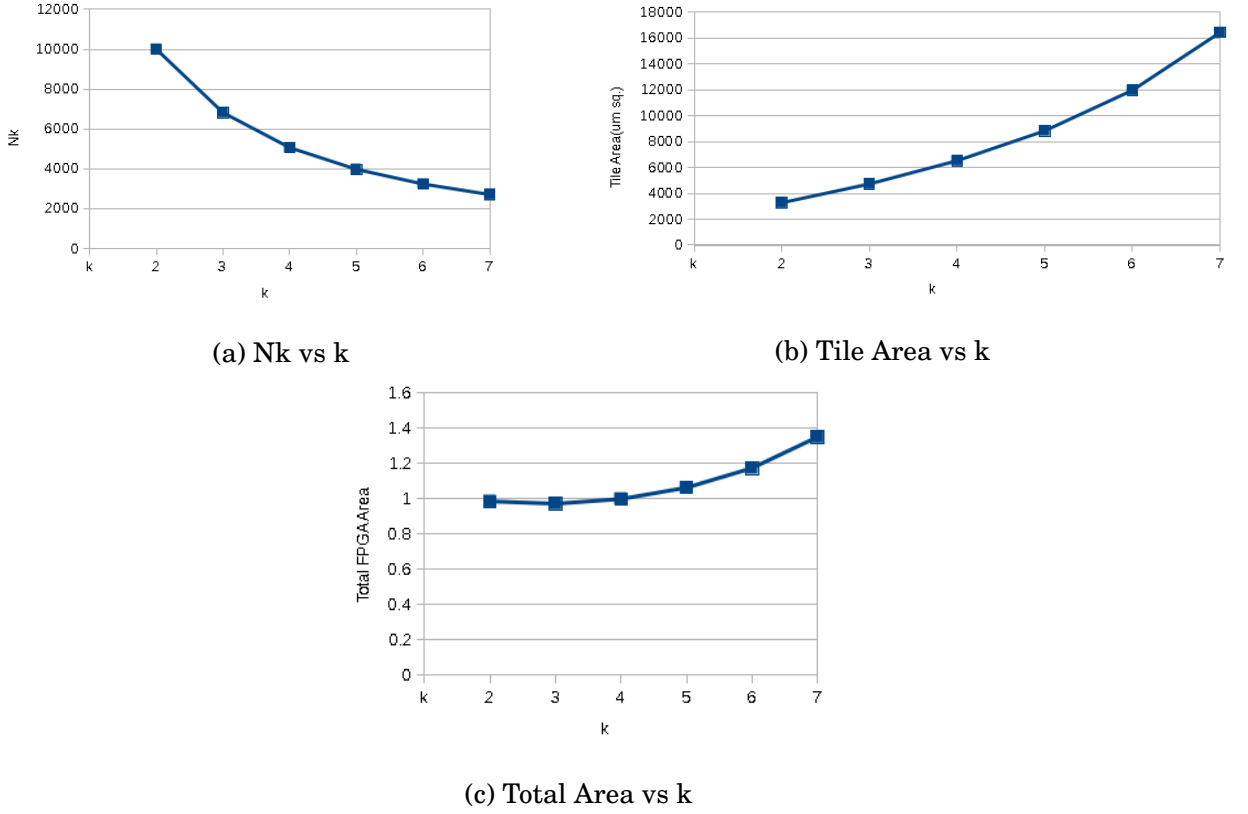 12000
10000
8000
6000
4000
2000
0
Nk
k 2 3 4 5 6 7
k
(a) Nk vs k
18000
16000
14000
12000
10000
8000
6000
4000
2000
0
Tile Area(um sq.)
k 2 3 4 5 6 7
k
(b) Tile Area vs k
1.6
1.4
1.2
1
0.8
0.6
0.4
0.2
0
Total FPGA Area
k 2 3 4 5 6 7
k
(c) Total Area vs k